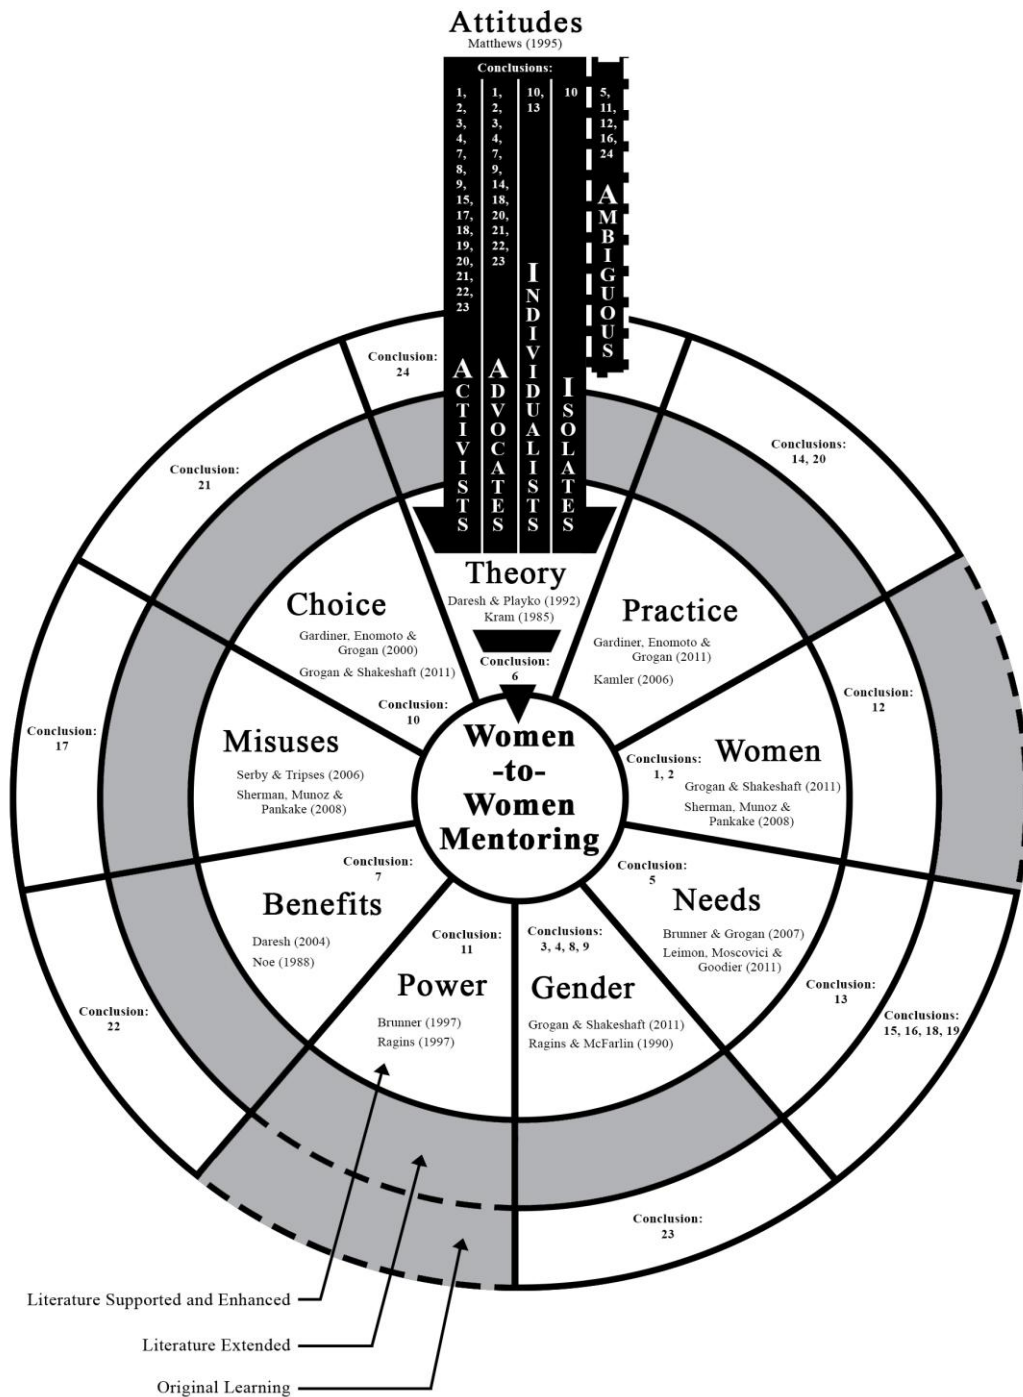 Attitudes
Matthews (1995)
Conclusions:
1,
2,
3,
4,
7,
8,
9,
15,
17,
18,
19,
20,
21,
22,
23
ACTIVISTS
1,
2,
3,
4,
7,
9,
14,
18,
20,
21,
22,
23
ADVOCATES
10,
13
INDIVIDUALISTS
10
ISOLATES
5,
11,
12,
16,
24
AMBIGUOUS
Conclusion:
24
Conclusions:
14, 20
Conclusion:
21
Theory
Daresh & Playko (1992)
Kram (1985)
Conclusion:
6
Choice
Gardiner, Enomoto &
Grogan (2000)
Grogan & Shakeshaft (2011)
Conclusion:
10
Practice
Gardiner, Enomoto &
Grogan (2011)
Kamler (2006)
Conclusion:
12
Conclusion:
17
Misuses
Serby & Tripses (2006)
Sherman, Munoz &
Pankake (2008)
Women
-to-
Women
Mentoring
Conclusions:
1, 2
Women
Grogan & Shakeshaft (2011)
Sherman, Munoz &
Pankake (2008)
Conclusion:
7
Benefits
Daresh (2004)
Noe (1988)
Conclusion:
5
Needs
Brunner & Grogan (2007)
Leimon, Moscovici &
Goodier (2011)
Conclusion:
11
Power
Brunner (1997)
Ragins (1997)
Conclusions:
3, 4, 8, 9
Gender
Grogan & Shakeshaft (2011)
Ragins & McFarlin (1990)
Conclusion:
13
Conclusions:
15, 16, 18, 19
Conclusion:
22
Conclusion:
23
Literature Supported and Enhanced
Literature Extended
Original Learning